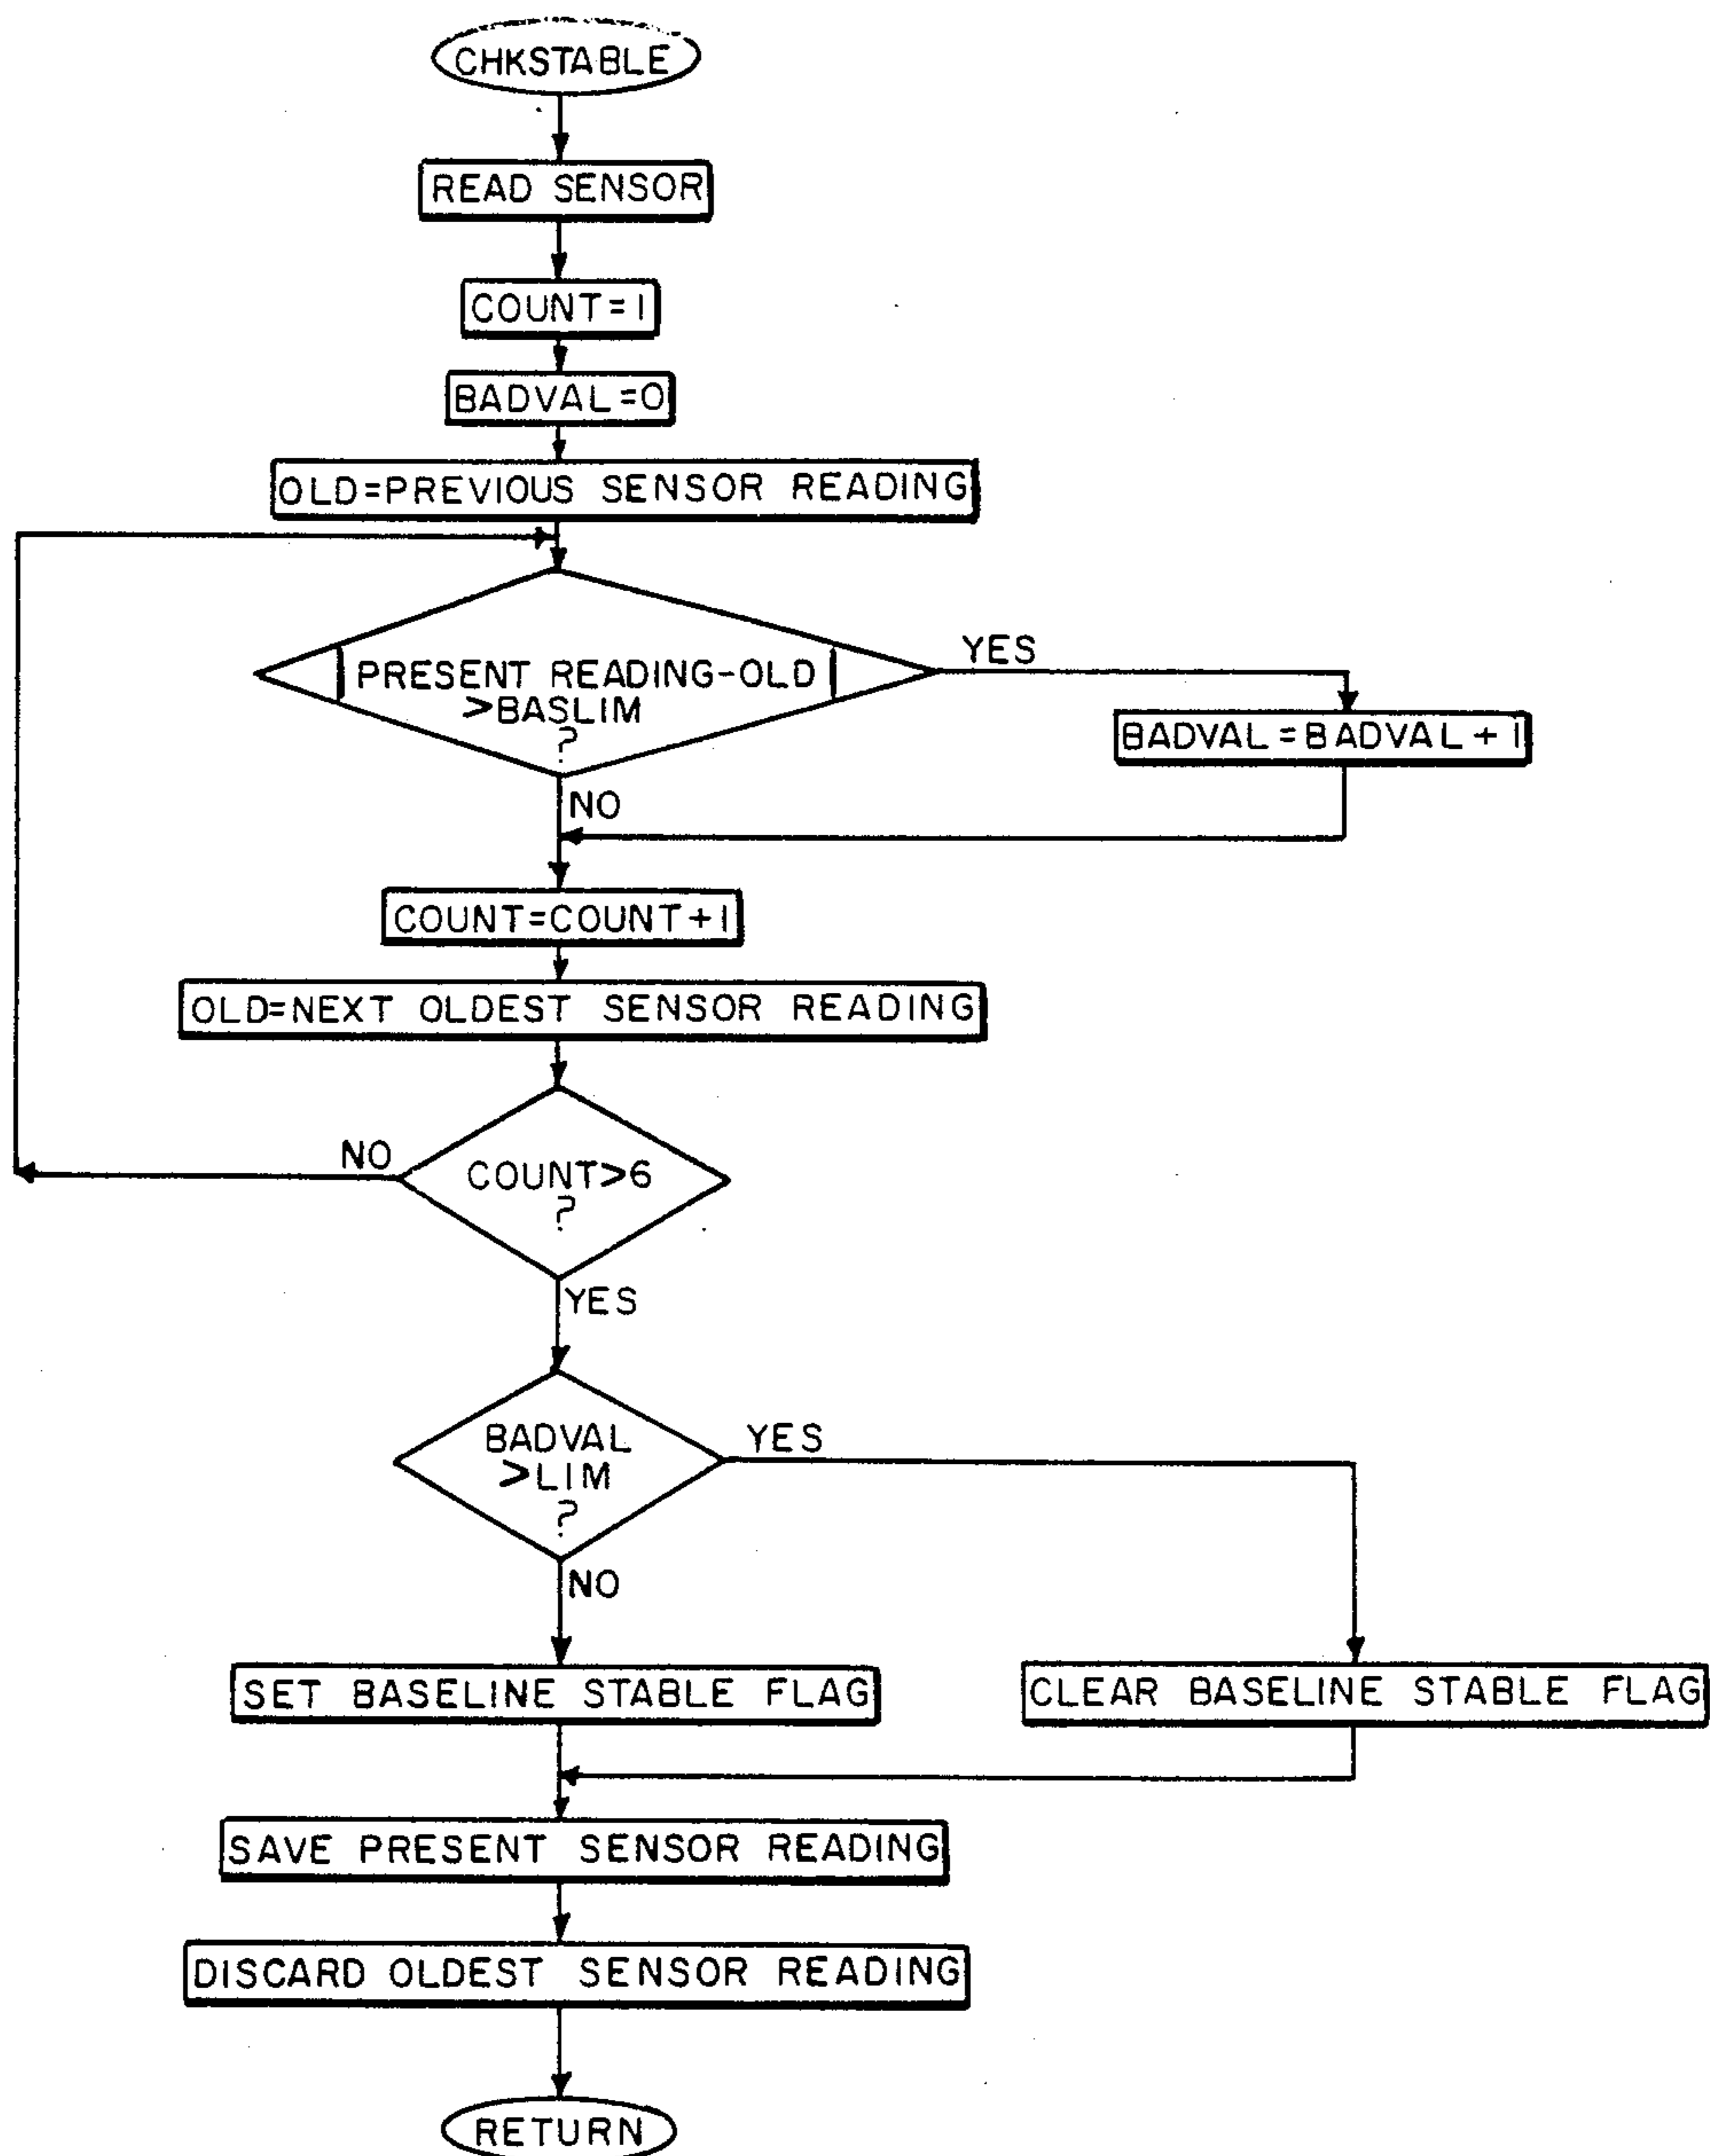 CHKSTABLE
READ SENSOR
COUNT=1
BADVAL=0
OLD=PREVIOUS SENSOR READING
|PRESENT READING-OLD|
>BASLIM
?
YES
BADVAL=BADVAL+1
NO
COUNT=COUNT+1
OLD=NEXT OLDEST SENSOR READING
NO
COUNT>6
?
YES
BADVAL
>LIM
?
YES
NO
SET BASELINE STABLE FLAG
CLEAR BASELINE STABLE FLAG
SAVE PRESENT SENSOR READING
DISCARD OLDEST SENSOR READING
RETURN